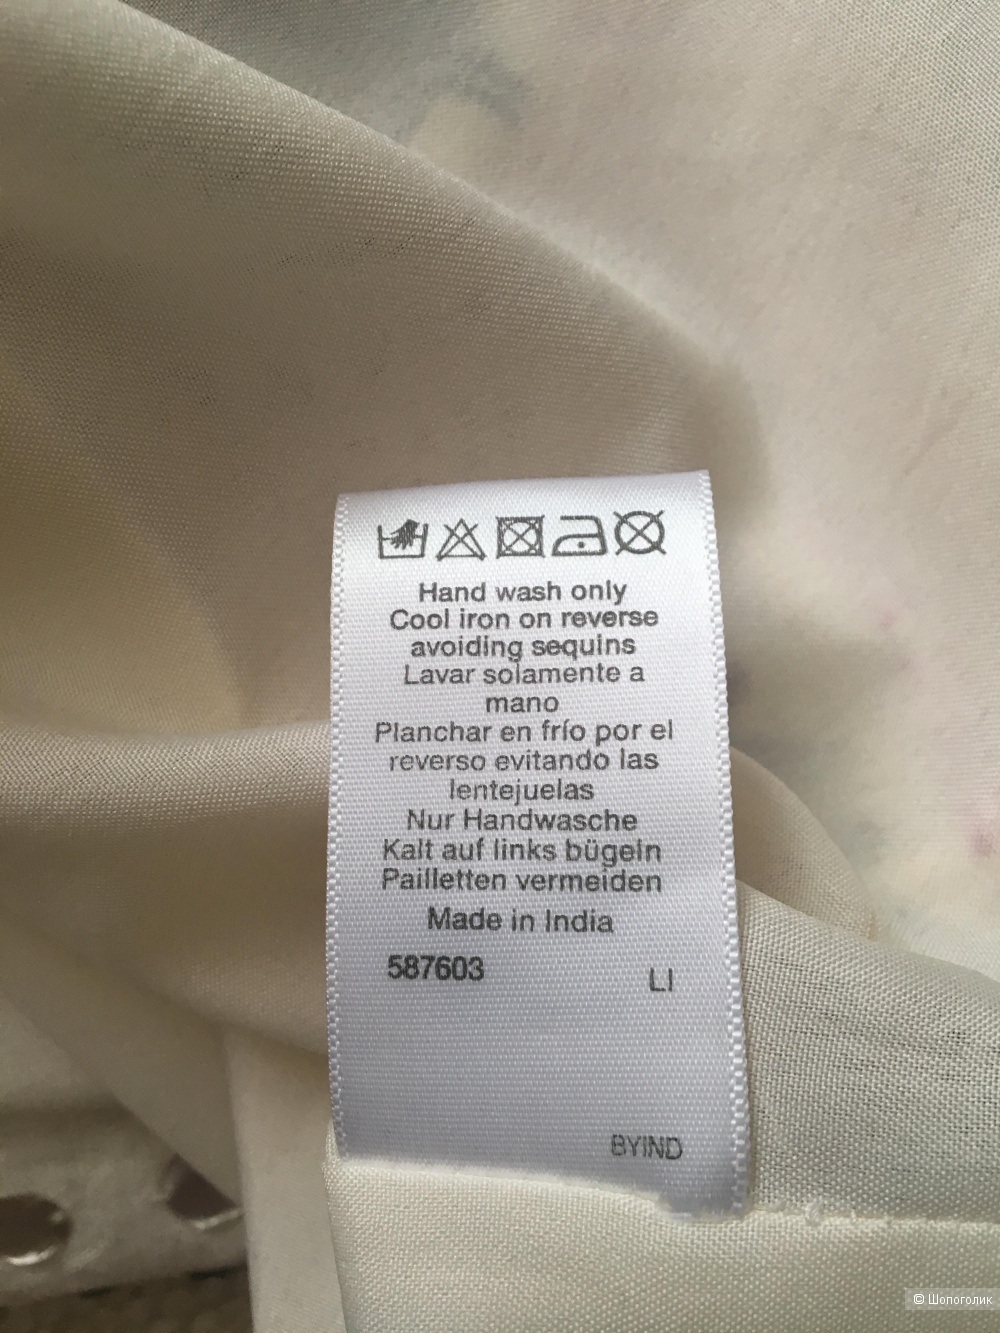 Hand wash only
Cool iron on reverse
avoiding sequins
Lavar solamente a
mano
Planchar en frío por el
reverso evitando las
lentejuelas
Nur Handwasche
Kalt auf links bügeln
Pailletten vermeiden
Made in India
587603 LI
BYIND
© Шопоголик